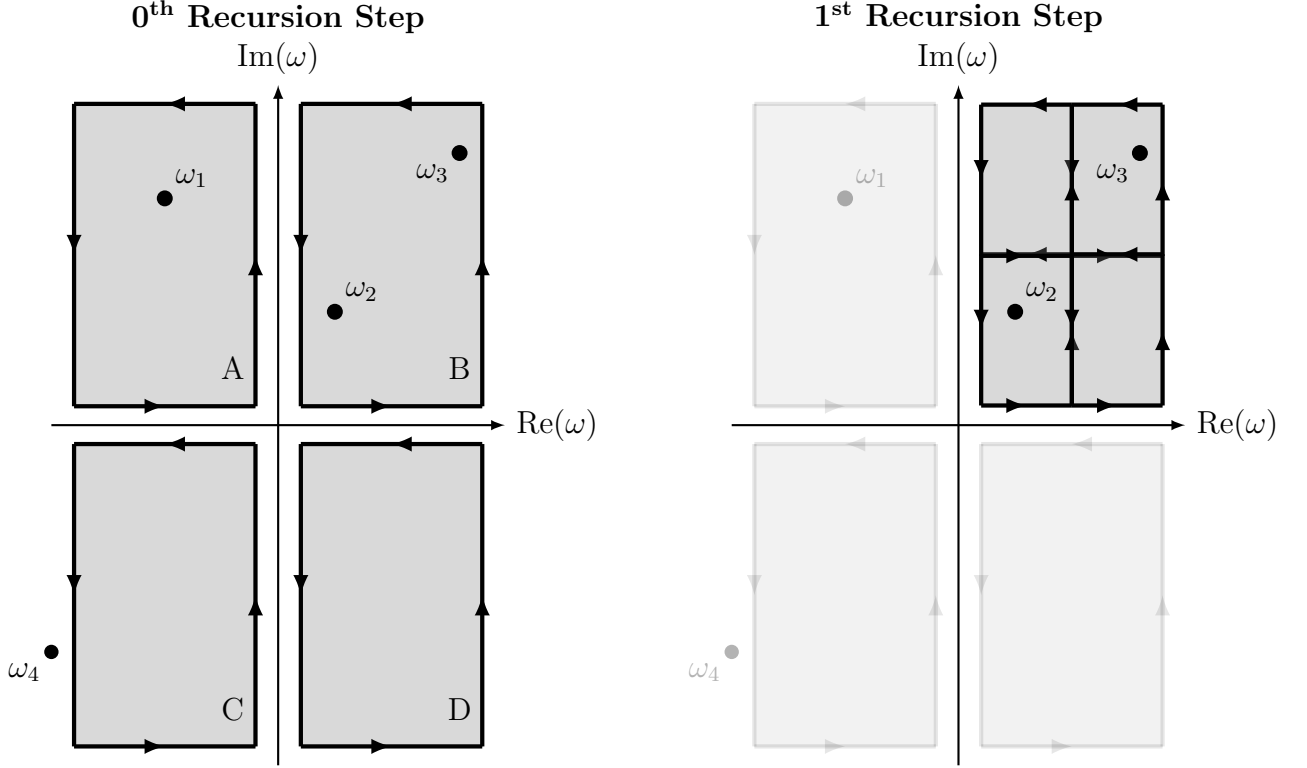 0th Recursion Step
Im(ω)
ω1
ω3
ω2
A
B
Re(ω)
ω4
C
D
1st Recursion Step
Im(ω)
ω1
ω3
ω2
Re(ω)
ω4